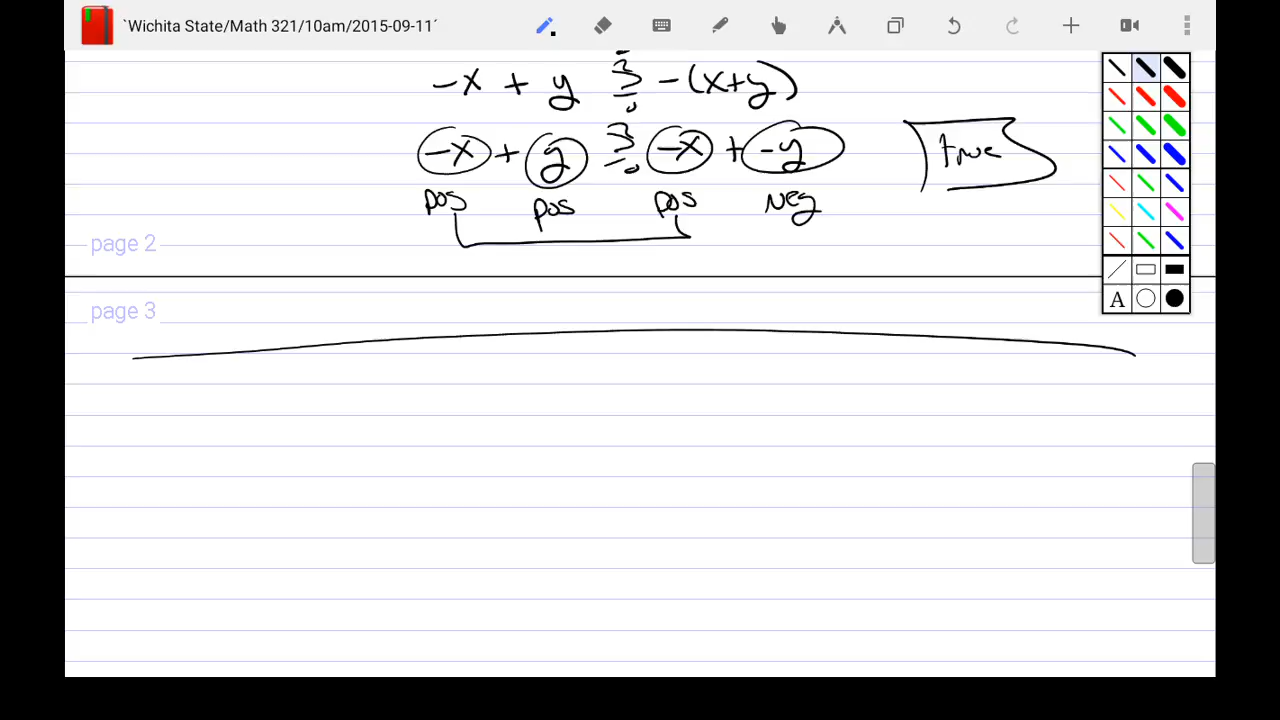 `Wichita State/Math 321/10am/2015-09-11´
-x + y ≥? -(x+y)
-x + y ≥? -x + -y true
pos pos pos Neg
page 2
page 3
A